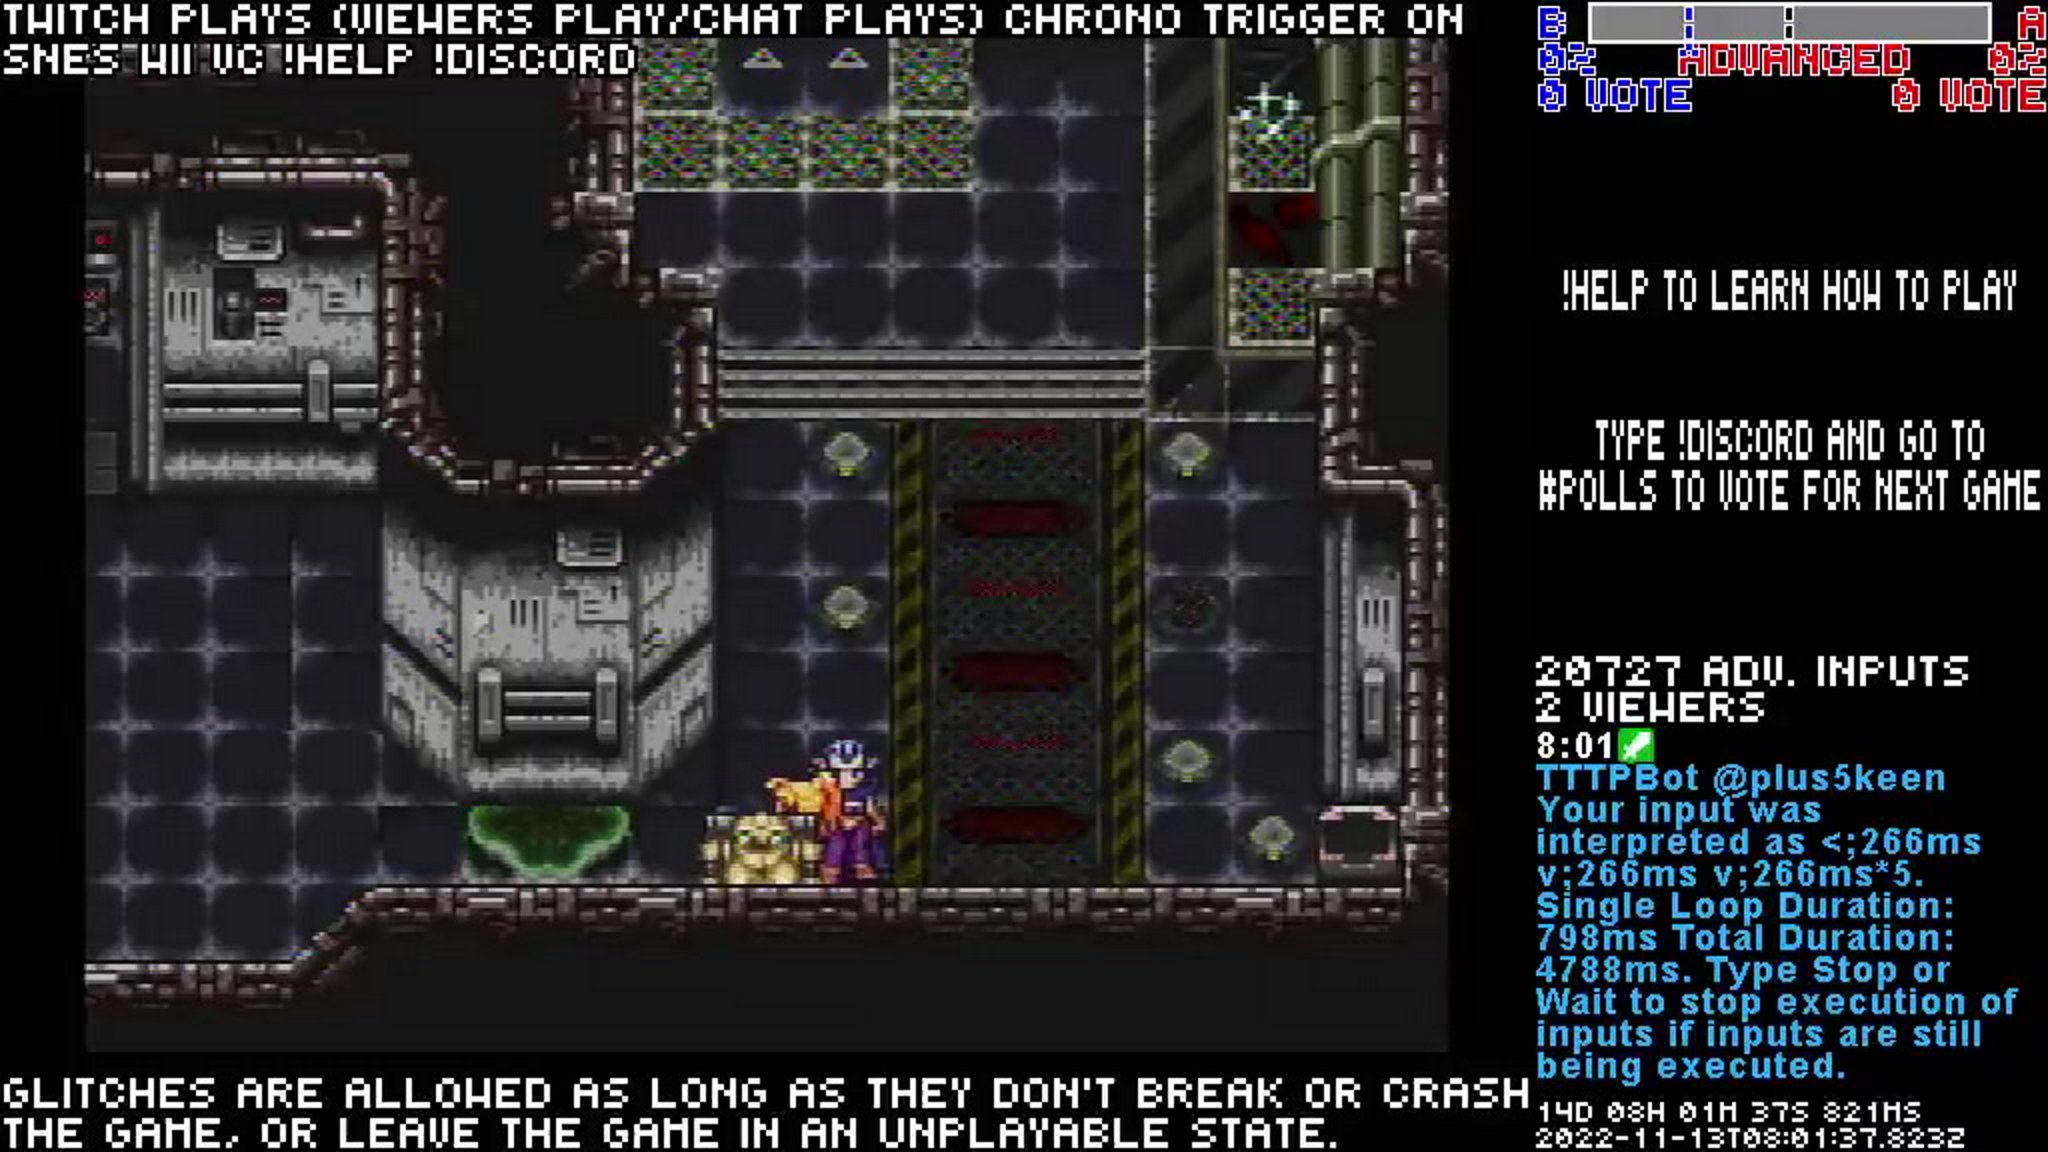 TWITCH PLAYS (VIEWERS PLAY/CHAT PLAYS) CHRONO TRIGGER ON
SNES WII VC !HELP !DISCORD
B A
0% ADVANCED 0%
0 VOTE 0 VOTE
!HELP TO LEARN HOW TO PLAY
TYPE !DISCORD AND GO TO
#POLLS TO VOTE FOR NEXT GAME
20727 ADV. INPUTS
2 VIEWERS
8:01
TTTPBot @plus5keen
Your input was
interpreted as <;266ms
v;266ms v;266ms*5.
Single Loop Duration:
798ms Total Duration:
4788ms. Type Stop or
Wait to stop execution of
inputs if inputs are still
being executed.
GLITCHES ARE ALLOWED AS LONG AS THEY DON'T BREAK OR CRASH
THE GAME, OR LEAVE THE GAME IN AN UNPLAYABLE STATE.
14D 08H 01M 37S 821MS
2022-11-13T08:01:37.823Z